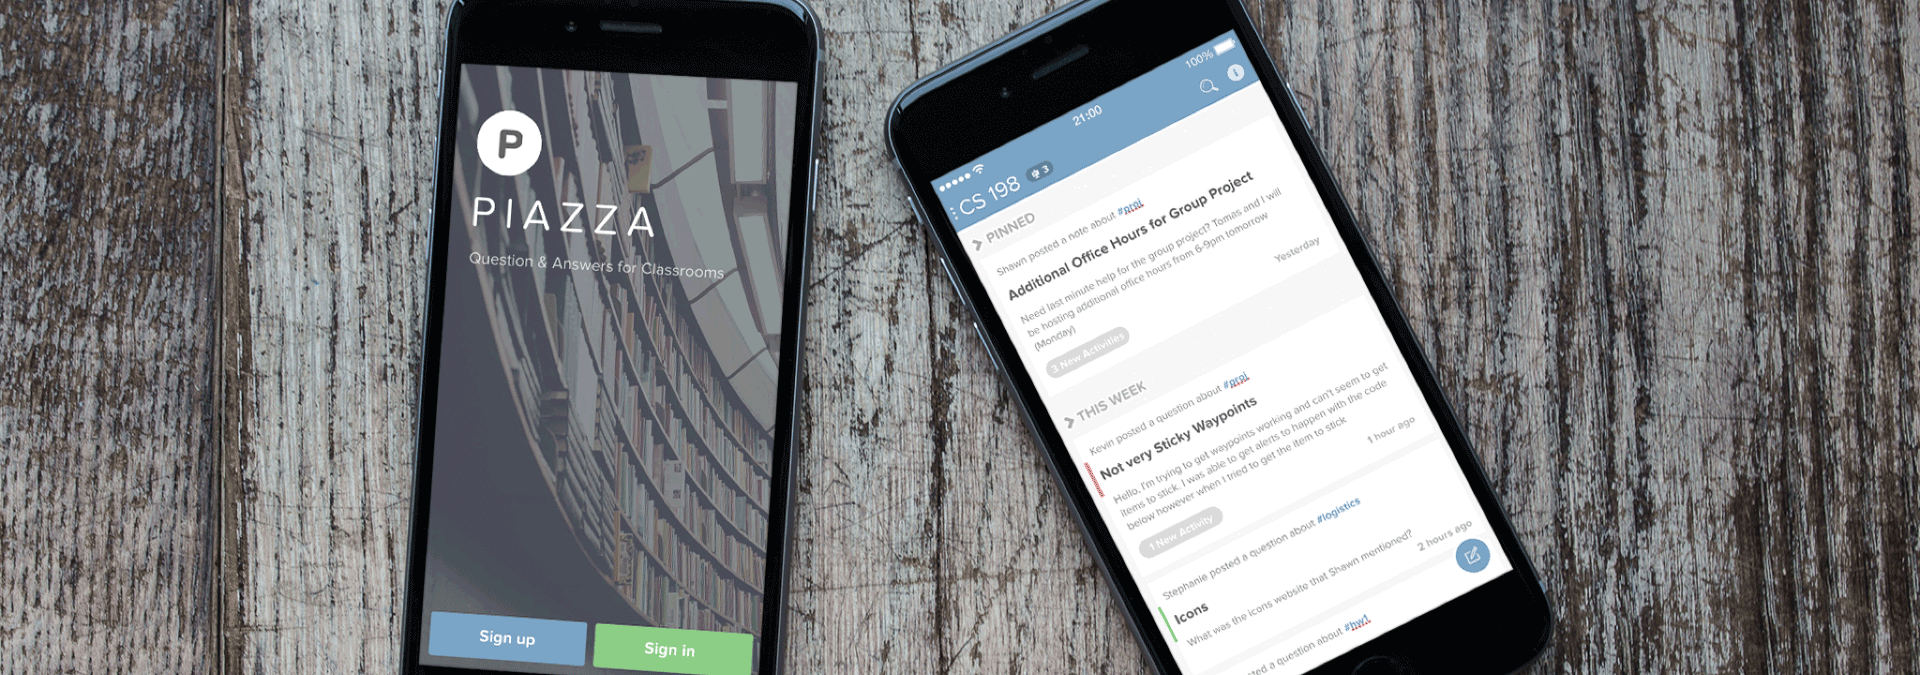 P
PIAZZA
Question & Answers for Classrooms
Sign up
Sign in
100%
21:00
CS 198
3
PINNED
Shawn posted a note about #proj
Additional Office Hours for Group Project
Need last minute help for the group project? Tomas and I will
be hosting additional office hours from 6-9pm tomorrow
(Monday)
Yesterday
3 New Activities
THIS WEEK
Kevin posted a question about #proj
Not very Sticky Waypoints
Hello, I'm trying to get waypoints working and can't seem to get
items to stick. I was able to get alerts to happen with the code
below however when I tried to get the item to stick
1 hour ago
1 New Activity
Stephanie posted a question about #logistics
Icons
What was the icons website that Shawn mentioned?
2 hours ago
ted a question about #hw1